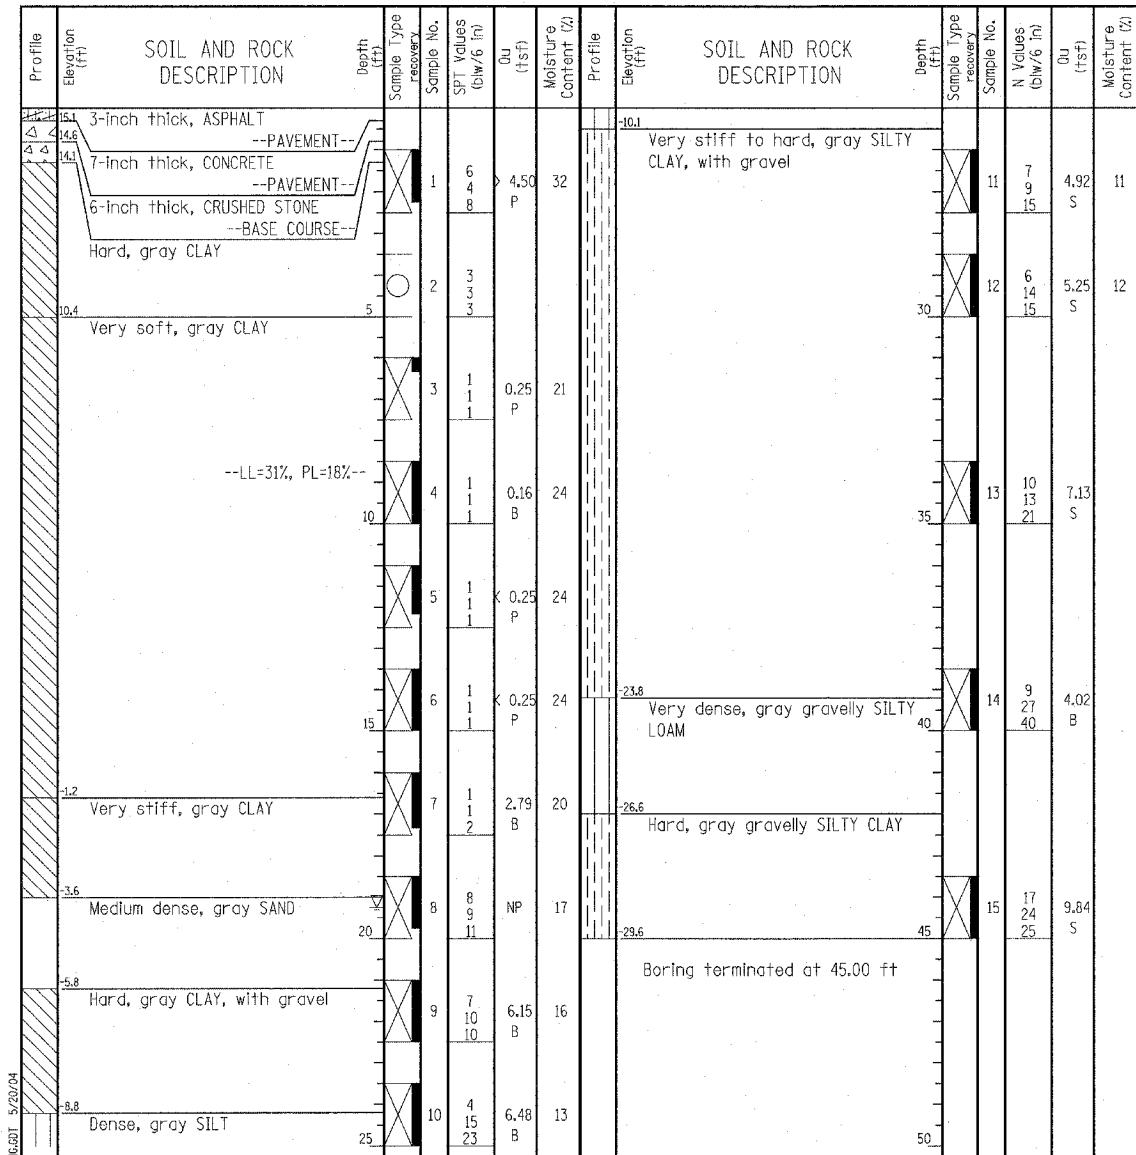 Profile
Elevation (ft)
SOIL AND ROCK DESCRIPTION
Depth (ft)
Sample Type recovery
Sample No.
SPT Values (blw/6 in)
Qu (tsf)
Moisture Content (%)
Profile
Elevation (ft)
SOIL AND ROCK DESCRIPTION
Depth (ft)
Sample Type recovery
Sample No.
N Values (blw/6 in)
Qu (tsf)
Moisture Content (%)
15.1 3-inch thick, ASPHALT
--PAVEMENT--
14.6
7-inch thick, CONCRETE
--PAVEMENT--
14.1
6-inch thick, CRUSHED STONE
--BASE COURSE--
Hard, gray CLAY
1
6
4
8
> 4.50
P
32
2
3
3
3
10.4
5
Very soft, gray CLAY
3
1
1
1
0.25
P
21
--LL=31%, PL=18%--
4
1
1
1
0.16
B
24
10
5
1
1
1
< 0.25
P
24
6
1
1
1
< 0.25
P
24
15
-1.2
Very stiff, gray CLAY
7
1
1
2
2.79
B
20
-3.6
Medium dense, gray SAND
8
8
9
11
NP
17
20
-5.8
Hard, gray CLAY, with gravel
9
7
10
10
6.15
B
16
-8.8
Dense, gray SILT
10
4
15
23
6.48
B
13
25
-10.1
Very stiff to hard, gray SILTY
CLAY, with gravel
11
7
9
15
4.92
S
11
12
6
14
15
5.25
S
12
30
13
10
13
21
7.13
S
35
-23.8
Very dense, gray gravelly SILTY
LOAM
14
9
27
40
4.02
B
40
-26.6
Hard, gray gravelly SILTY CLAY
15
17
24
25
9.84
S
45
-29.6
Boring terminated at 45.00 ft
50
5/20/04